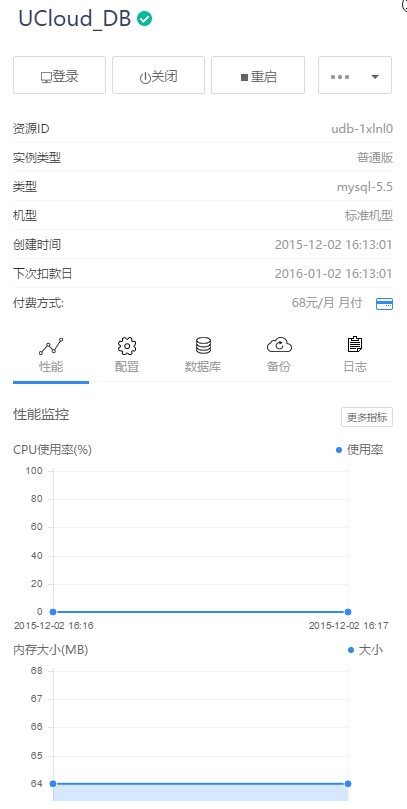 UCloud_DB
登录 关闭 重启
资源ID udb-1xlnl0
实例类型 普通版
类型 mysql-5.5
机型 标准机型
创建时间 2015-12-02 16:13:01
下次扣款日 2016-01-02 16:13:01
付费方式: 68元/月 月付
性能 配置 数据库 备份 日志
性能监控 更多指标
CPU使用率(%) 使用率
100
80
60
40
20
0
2015-12-02 16:16 2015-12-02 16:17
内存大小(MB) 大小
68
67
66
65
64